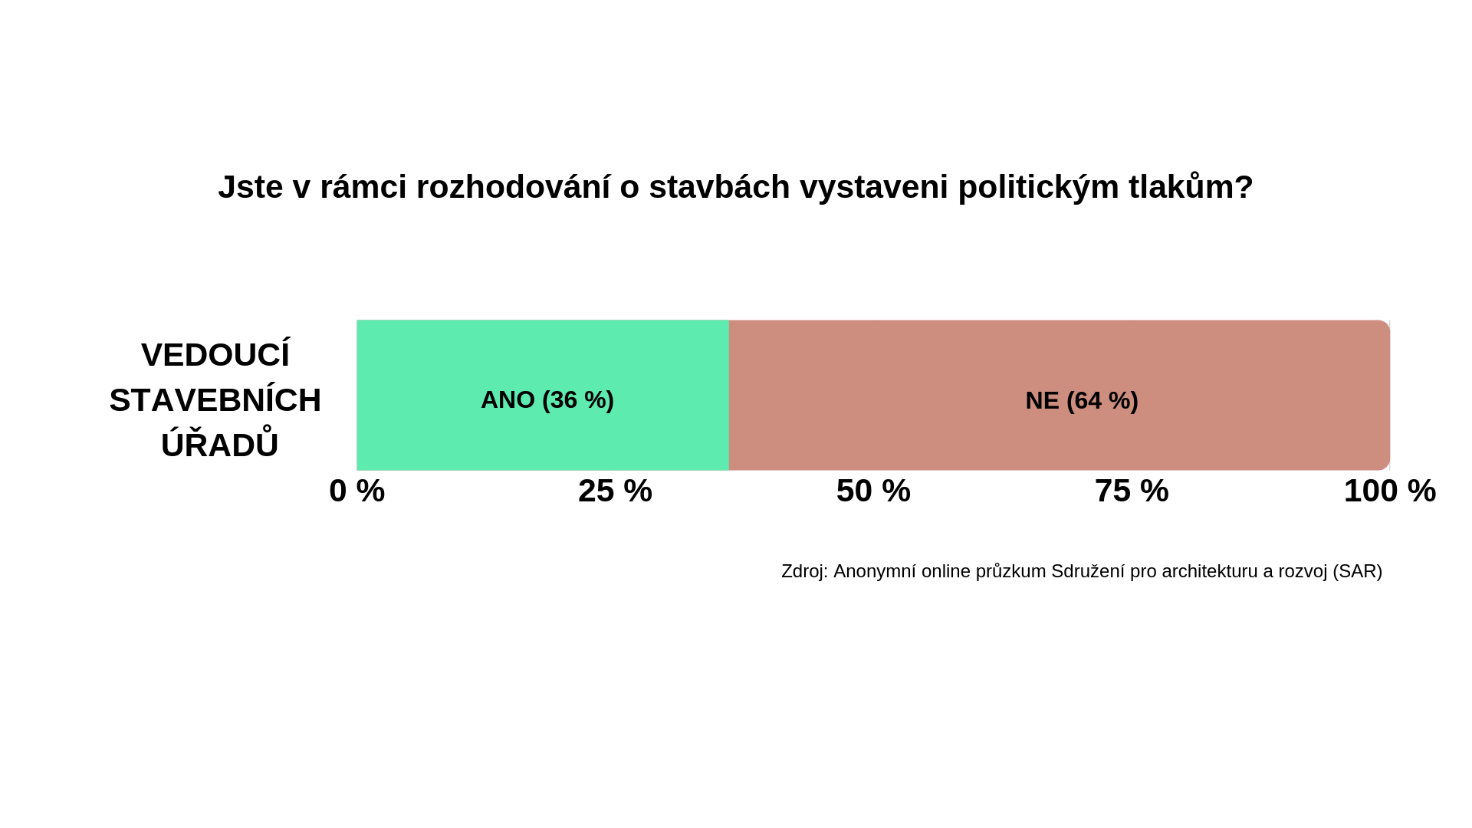 Jste v rámci rozhodování o stavbách vystaveni politickým tlakům?
VEDOUCÍ
STAVEBNÍCH
ÚŘADŮ
ANO (36 %)
NE (64 %)
0 %
25 %
50 %
75 %
100 %
Zdroj: Anonymní online průzkum Sdružení pro architekturu a rozvoj (SAR)